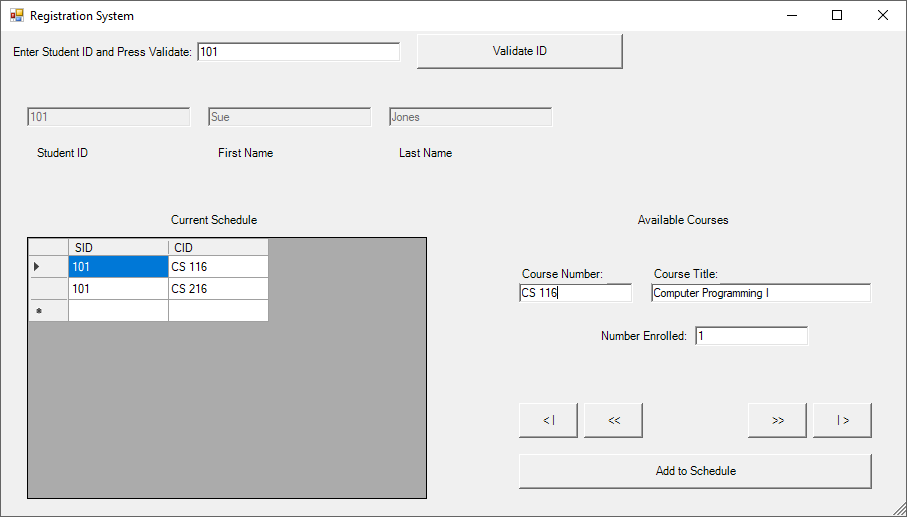 Registration System
Enter Student ID and Press Validate: 101 Validate ID
101 Sue Jones
Student ID First Name Last Name
Current Schedule Available Courses
SID CID
101 CS 116
101 CS 216
*
Course Number: Course Title:
CS 116 Computer Programming I
Number Enrolled: 1
< | << >> | >
Add to Schedule